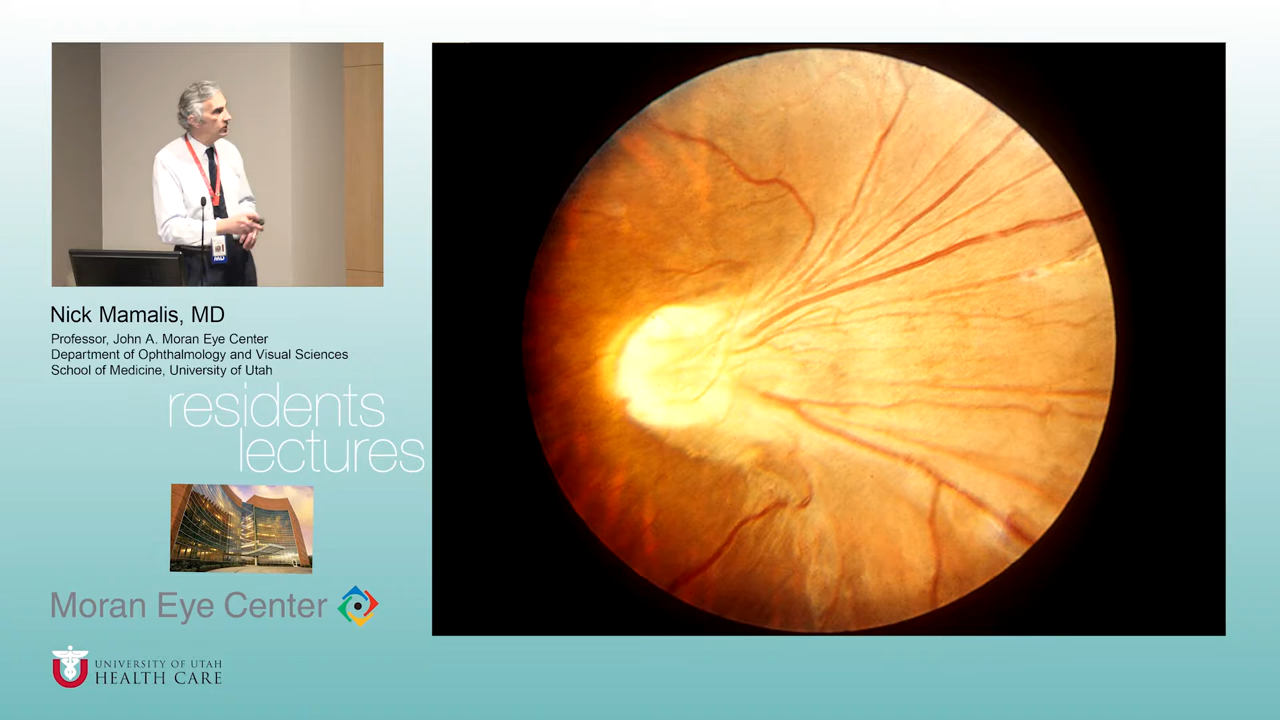 Nick Mamalis, MD
Professor, John A. Moran Eye Center
Department of Ophthalmology and Visual Sciences
School of Medicine, University of Utah
residents
lectures
Moran Eye Center
UNIVERSITY OF UTAH
HEALTH CARE
MD